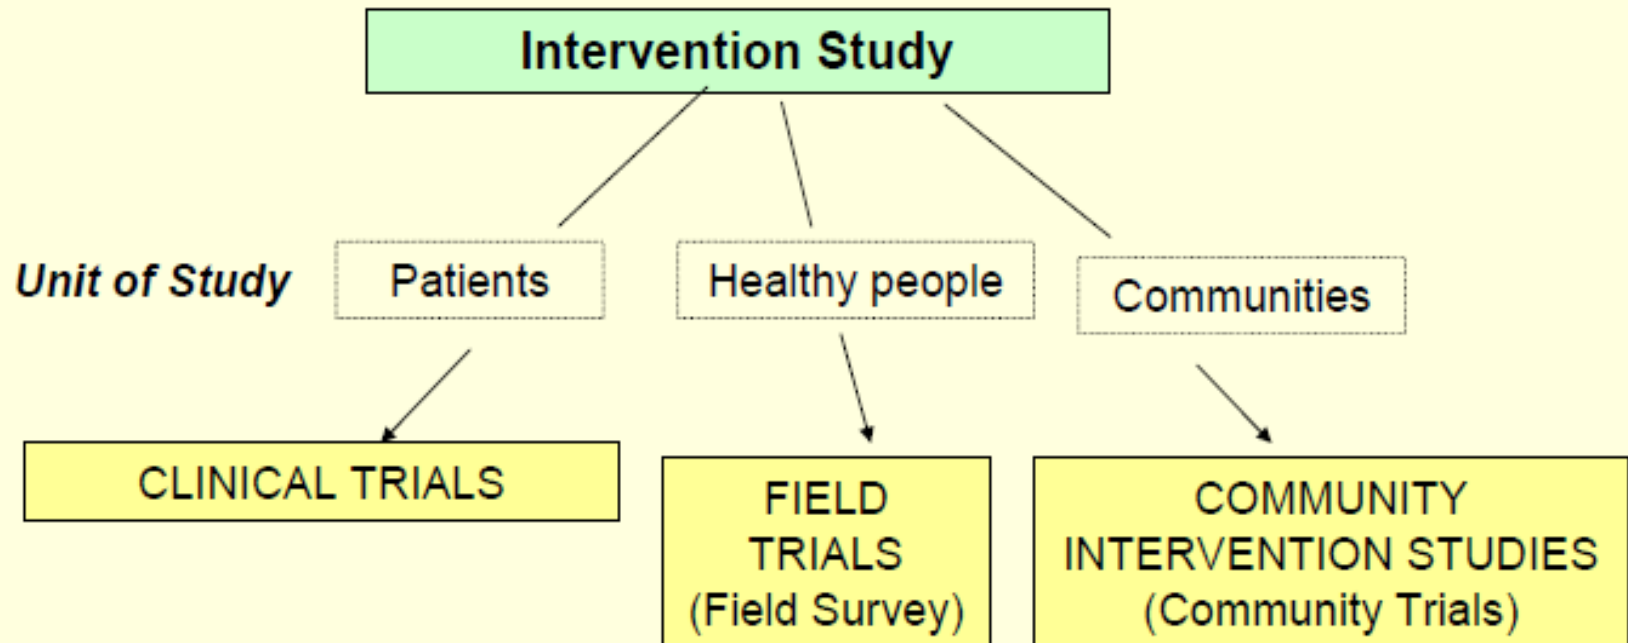 Intervention Study
Unit of Study
Patients
Healthy people
Communities
CLINICAL TRIALS
FIELD
TRIALS
(Field Survey)
COMMUNITY
INTERVENTION STUDIES
(Community Trials)